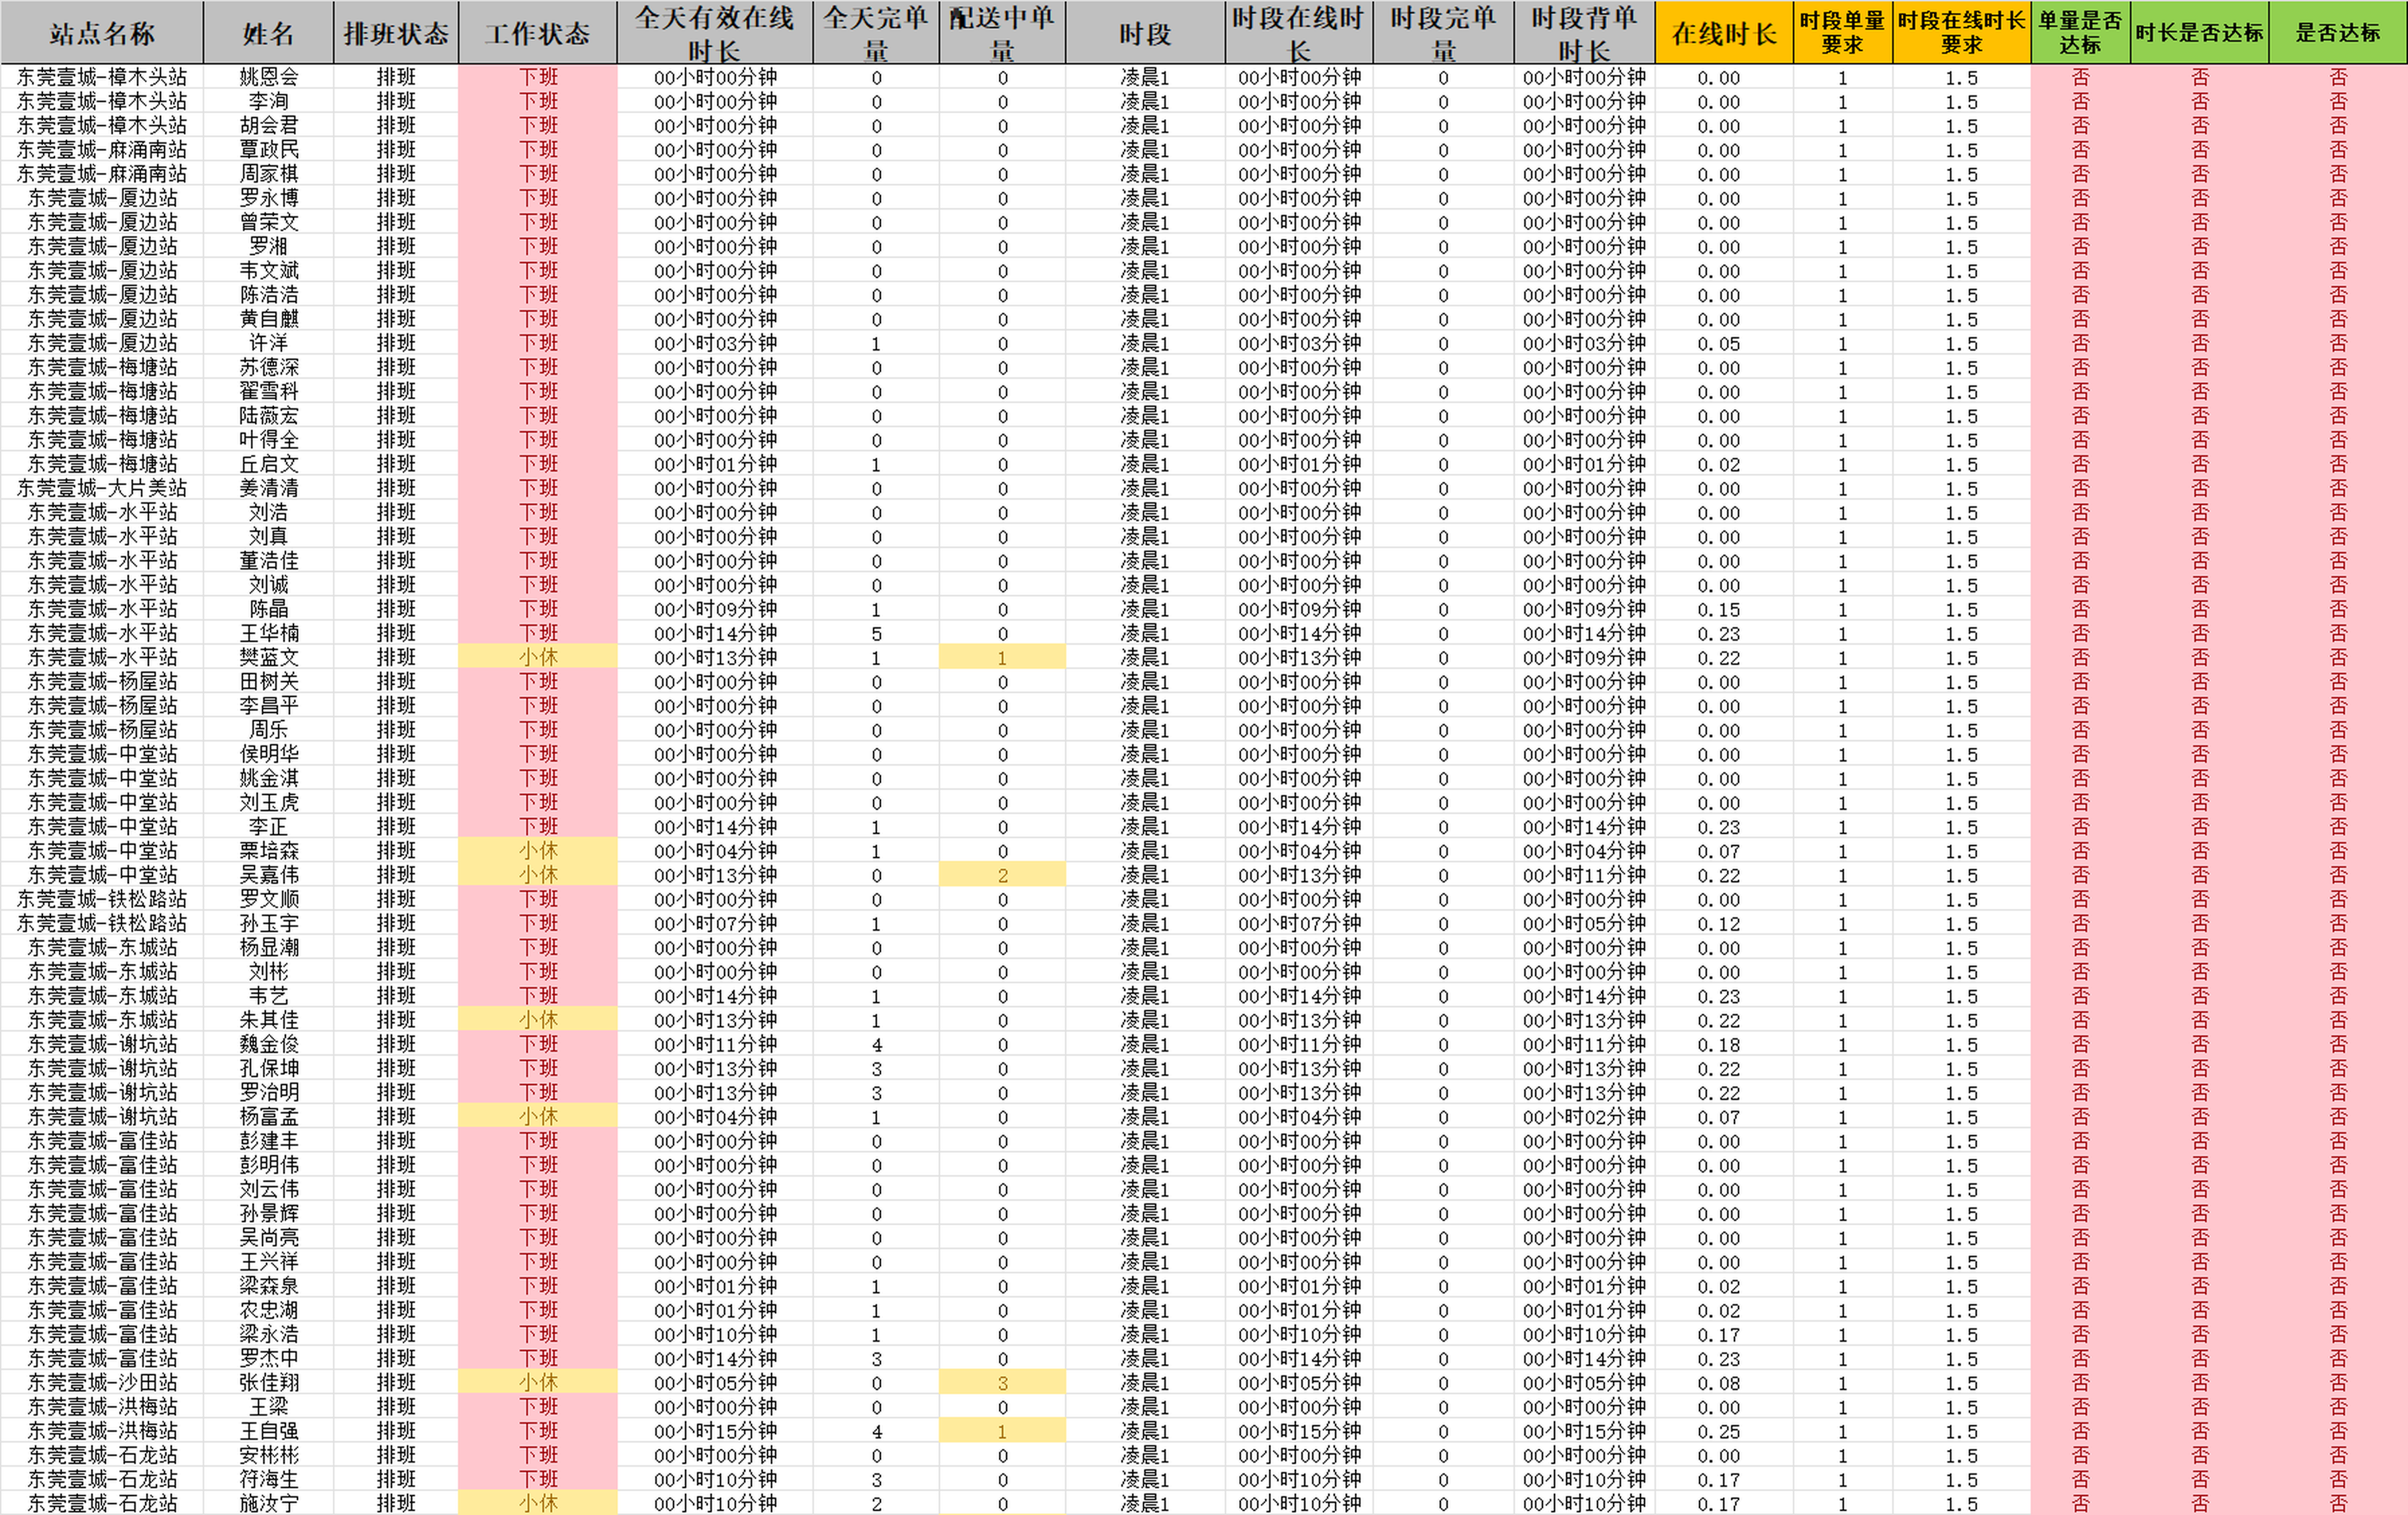 站点名称 姓名 排班状态 工作状态 全天有效在线时长 全天完单量 配送中单量 时段 时段在线时长 时段完单量 时段背单时长 在线时长 时段单量要求 时段在线时长要求 单量是否达标 时长是否达标 是否达标
东莞壹城-樟木头站 姚恩会 排班 下班 00小时00分钟 0 0 凌晨1 00小时00分钟 0 00小时00分钟 0.00 1 1.5 否 否 否
东莞壹城-樟木头站 李洵 排班 下班 00小时00分钟 0 0 凌晨1 00小时00分钟 0 00小时00分钟 0.00 1 1.5 否 否 否
东莞壹城-樟木头站 胡会君 排班 下班 00小时00分钟 0 0 凌晨1 00小时00分钟 0 00小时00分钟 0.00 1 1.5 否 否 否
东莞壹城-麻涌南站 覃政民 排班 下班 00小时00分钟 0 0 凌晨1 00小时00分钟 0 00小时00分钟 0.00 1 1.5 否 否 否
东莞壹城-麻涌南站 周家棋 排班 下班 00小时00分钟 0 0 凌晨1 00小时00分钟 0 00小时00分钟 0.00 1 1.5 否 否 否
东莞壹城-厦边站 罗永博 排班 下班 00小时00分钟 0 0 凌晨1 00小时00分钟 0 00小时00分钟 0.00 1 1.5 否 否 否
东莞壹城-厦边站 曾荣文 排班 下班 00小时00分钟 0 0 凌晨1 00小时00分钟 0 00小时00分钟 0.00 1 1.5 否 否 否
东莞壹城-厦边站 罗湘 排班 下班 00小时00分钟 0 0 凌晨1 00小时00分钟 0 00小时00分钟 0.00 1 1.5 否 否 否
东莞壹城-厦边站 韦文斌 排班 下班 00小时00分钟 0 0 凌晨1 00小时00分钟 0 00小时00分钟 0.00 1 1.5 否 否 否
东莞壹城-厦边站 陈浩浩 排班 下班 00小时00分钟 0 0 凌晨1 00小时00分钟 0 00小时00分钟 0.00 1 1.5 否 否 否
东莞壹城-厦边站 黄自麒 排班 下班 00小时00分钟 0 0 凌晨1 00小时00分钟 0 00小时00分钟 0.00 1 1.5 否 否 否
东莞壹城-厦边站 许洋 排班 下班 00小时03分钟 1 0 凌晨1 00小时03分钟 0 00小时03分钟 0.05 1 1.5 否 否 否
东莞壹城-梅塘站 苏德深 排班 下班 00小时00分钟 0 0 凌晨1 00小时00分钟 0 00小时00分钟 0.00 1 1.5 否 否 否
东莞壹城-梅塘站 翟雪科 排班 下班 00小时00分钟 0 0 凌晨1 00小时00分钟 0 00小时00分钟 0.00 1 1.5 否 否 否
东莞壹城-梅塘站 陆薇宏 排班 下班 00小时00分钟 0 0 凌晨1 00小时00分钟 0 00小时00分钟 0.00 1 1.5 否 否 否
东莞壹城-梅塘站 叶得全 排班 下班 00小时00分钟 0 0 凌晨1 00小时00分钟 0 00小时00分钟 0.00 1 1.5 否 否 否
东莞壹城-梅塘站 丘启文 排班 下班 00小时01分钟 1 0 凌晨1 00小时01分钟 0 00小时01分钟 0.02 1 1.5 否 否 否
东莞壹城-大片美站 姜清清 排班 下班 00小时00分钟 0 0 凌晨1 00小时00分钟 0 00小时00分钟 0.00 1 1.5 否 否 否
东莞壹城-水平站 刘浩 排班 下班 00小时00分钟 0 0 凌晨1 00小时00分钟 0 00小时00分钟 0.00 1 1.5 否 否 否
东莞壹城-水平站 刘真 排班 下班 00小时00分钟 0 0 凌晨1 00小时00分钟 0 00小时00分钟 0.00 1 1.5 否 否 否
东莞壹城-水平站 董浩佳 排班 下班 00小时00分钟 0 0 凌晨1 00小时00分钟 0 00小时00分钟 0.00 1 1.5 否 否 否
东莞壹城-水平站 刘诚 排班 下班 00小时00分钟 0 0 凌晨1 00小时00分钟 0 00小时00分钟 0.00 1 1.5 否 否 否
东莞壹城-水平站 陈晶 排班 下班 00小时09分钟 1 0 凌晨1 00小时09分钟 0 00小时09分钟 0.15 1 1.5 否 否 否
东莞壹城-水平站 王华楠 排班 下班 00小时14分钟 5 0 凌晨1 00小时14分钟 0 00小时14分钟 0.23 1 1.5 否 否 否
东莞壹城-水平站 樊蓝文 排班 小休 00小时13分钟 1 1 凌晨1 00小时13分钟 0 00小时09分钟 0.22 1 1.5 否 否 否
东莞壹城-杨屋站 田树关 排班 下班 00小时00分钟 0 0 凌晨1 00小时00分钟 0 00小时00分钟 0.00 1 1.5 否 否 否
东莞壹城-杨屋站 李昌平 排班 下班 00小时00分钟 0 0 凌晨1 00小时00分钟 0 00小时00分钟 0.00 1 1.5 否 否 否
东莞壹城-杨屋站 周乐 排班 下班 00小时00分钟 0 0 凌晨1 00小时00分钟 0 00小时00分钟 0.00 1 1.5 否 否 否
东莞壹城-中堂站 侯明华 排班 下班 00小时00分钟 0 0 凌晨1 00小时00分钟 0 00小时00分钟 0.00 1 1.5 否 否 否
东莞壹城-中堂站 姚金淇 排班 下班 00小时00分钟 0 0 凌晨1 00小时00分钟 0 00小时00分钟 0.00 1 1.5 否 否 否
东莞壹城-中堂站 刘玉虎 排班 下班 00小时00分钟 0 0 凌晨1 00小时00分钟 0 00小时00分钟 0.00 1 1.5 否 否 否
东莞壹城-中堂站 李正 排班 下班 00小时14分钟 1 0 凌晨1 00小时14分钟 0 00小时14分钟 0.23 1 1.5 否 否 否
东莞壹城-中堂站 栗培森 排班 小休 00小时04分钟 1 0 凌晨1 00小时04分钟 0 00小时04分钟 0.07 1 1.5 否 否 否
东莞壹城-中堂站 吴嘉伟 排班 小休 00小时13分钟 0 2 凌晨1 00小时13分钟 0 00小时11分钟 0.22 1 1.5 否 否 否
东莞壹城-铁松路站 罗文顺 排班 下班 00小时00分钟 0 0 凌晨1 00小时00分钟 0 00小时00分钟 0.00 1 1.5 否 否 否
东莞壹城-铁松路站 孙玉宇 排班 下班 00小时07分钟 1 0 凌晨1 00小时07分钟 0 00小时05分钟 0.12 1 1.5 否 否 否
东莞壹城-东城站 杨显潮 排班 下班 00小时00分钟 0 0 凌晨1 00小时00分钟 0 00小时00分钟 0.00 1 1.5 否 否 否
东莞壹城-东城站 刘彬 排班 下班 00小时00分钟 0 0 凌晨1 00小时00分钟 0 00小时00分钟 0.00 1 1.5 否 否 否
东莞壹城-东城站 韦艺 排班 下班 00小时14分钟 1 0 凌晨1 00小时14分钟 0 00小时14分钟 0.23 1 1.5 否 否 否
东莞壹城-东城站 朱其佳 排班 小休 00小时13分钟 1 0 凌晨1 00小时13分钟 0 00小时13分钟 0.22 1 1.5 否 否 否
东莞壹城-谢坑站 魏金俊 排班 下班 00小时11分钟 4 0 凌晨1 00小时11分钟 0 00小时11分钟 0.18 1 1.5 否 否 否
东莞壹城-谢坑站 孔保坤 排班 下班 00小时13分钟 3 0 凌晨1 00小时13分钟 0 00小时13分钟 0.22 1 1.5 否 否 否
东莞壹城-谢坑站 罗治明 排班 下班 00小时13分钟 3 0 凌晨1 00小时13分钟 0 00小时13分钟 0.22 1 1.5 否 否 否
东莞壹城-谢坑站 杨富孟 排班 小休 00小时04分钟 1 0 凌晨1 00小时04分钟 0 00小时02分钟 0.07 1 1.5 否 否 否
东莞壹城-富佳站 彭建丰 排班 下班 00小时00分钟 0 0 凌晨1 00小时00分钟 0 00小时00分钟 0.00 1 1.5 否 否 否
东莞壹城-富佳站 彭明伟 排班 下班 00小时00分钟 0 0 凌晨1 00小时00分钟 0 00小时00分钟 0.00 1 1.5 否 否 否
东莞壹城-富佳站 刘云伟 排班 下班 00小时00分钟 0 0 凌晨1 00小时00分钟 0 00小时00分钟 0.00 1 1.5 否 否 否
东莞壹城-富佳站 孙景辉 排班 下班 00小时00分钟 0 0 凌晨1 00小时00分钟 0 00小时00分钟 0.00 1 1.5 否 否 否
东莞壹城-富佳站 吴尚亮 排班 下班 00小时00分钟 0 0 凌晨1 00小时00分钟 0 00小时00分钟 0.00 1 1.5 否 否 否
东莞壹城-富佳站 王兴祥 排班 下班 00小时00分钟 0 0 凌晨1 00小时00分钟 0 00小时00分钟 0.00 1 1.5 否 否 否
东莞壹城-富佳站 梁森泉 排班 下班 00小时01分钟 1 0 凌晨1 00小时01分钟 0 00小时01分钟 0.02 1 1.5 否 否 否
东莞壹城-富佳站 农忠湖 排班 下班 00小时01分钟 1 0 凌晨1 00小时01分钟 0 00小时01分钟 0.02 1 1.5 否 否 否
东莞壹城-富佳站 梁永浩 排班 下班 00小时10分钟 1 0 凌晨1 00小时10分钟 0 00小时10分钟 0.17 1 1.5 否 否 否
东莞壹城-富佳站 罗杰中 排班 下班 00小时14分钟 3 0 凌晨1 00小时14分钟 0 00小时14分钟 0.23 1 1.5 否 否 否
东莞壹城-沙田站 张佳翔 排班 小休 00小时05分钟 0 3 凌晨1 00小时05分钟 0 00小时05分钟 0.08 1 1.5 否 否 否
东莞壹城-洪梅站 王梁 排班 下班 00小时00分钟 0 0 凌晨1 00小时00分钟 0 00小时00分钟 0.00 1 1.5 否 否 否
东莞壹城-洪梅站 王自强 排班 下班 00小时15分钟 4 1 凌晨1 00小时15分钟 0 00小时15分钟 0.25 1 1.5 否 否 否
东莞壹城-石龙站 安彬彬 排班 下班 00小时00分钟 0 0 凌晨1 00小时00分钟 0 00小时00分钟 0.00 1 1.5 否 否 否
东莞壹城-石龙站 符海生 排班 下班 00小时10分钟 3 0 凌晨1 00小时10分钟 0 00小时10分钟 0.17 1 1.5 否 否 否
东莞壹城-石龙站 施汝宁 排班 小休 00小时10分钟 2 0 凌晨1 00小时10分钟 0 00小时10分钟 0.17 1 1.5 否 否 否